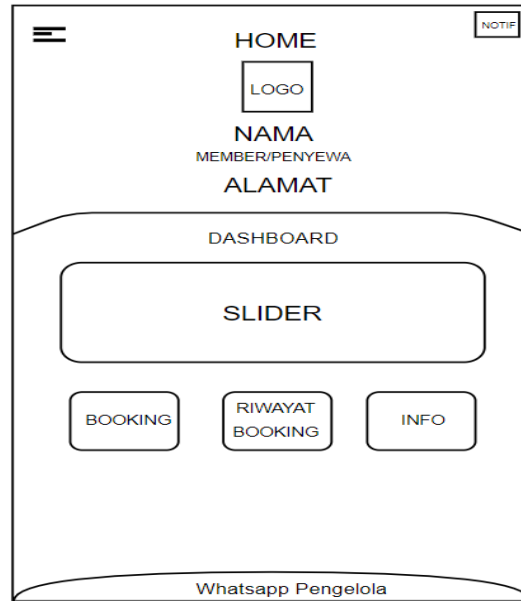 NOTIF
HOME
LOGO
NAMA
MEMBER/PENYEWA
ALAMAT
DASHBOARD
SLIDER
BOOKING
RIWAYAT
BOOKING
INFO
Whatsapp Pengelola